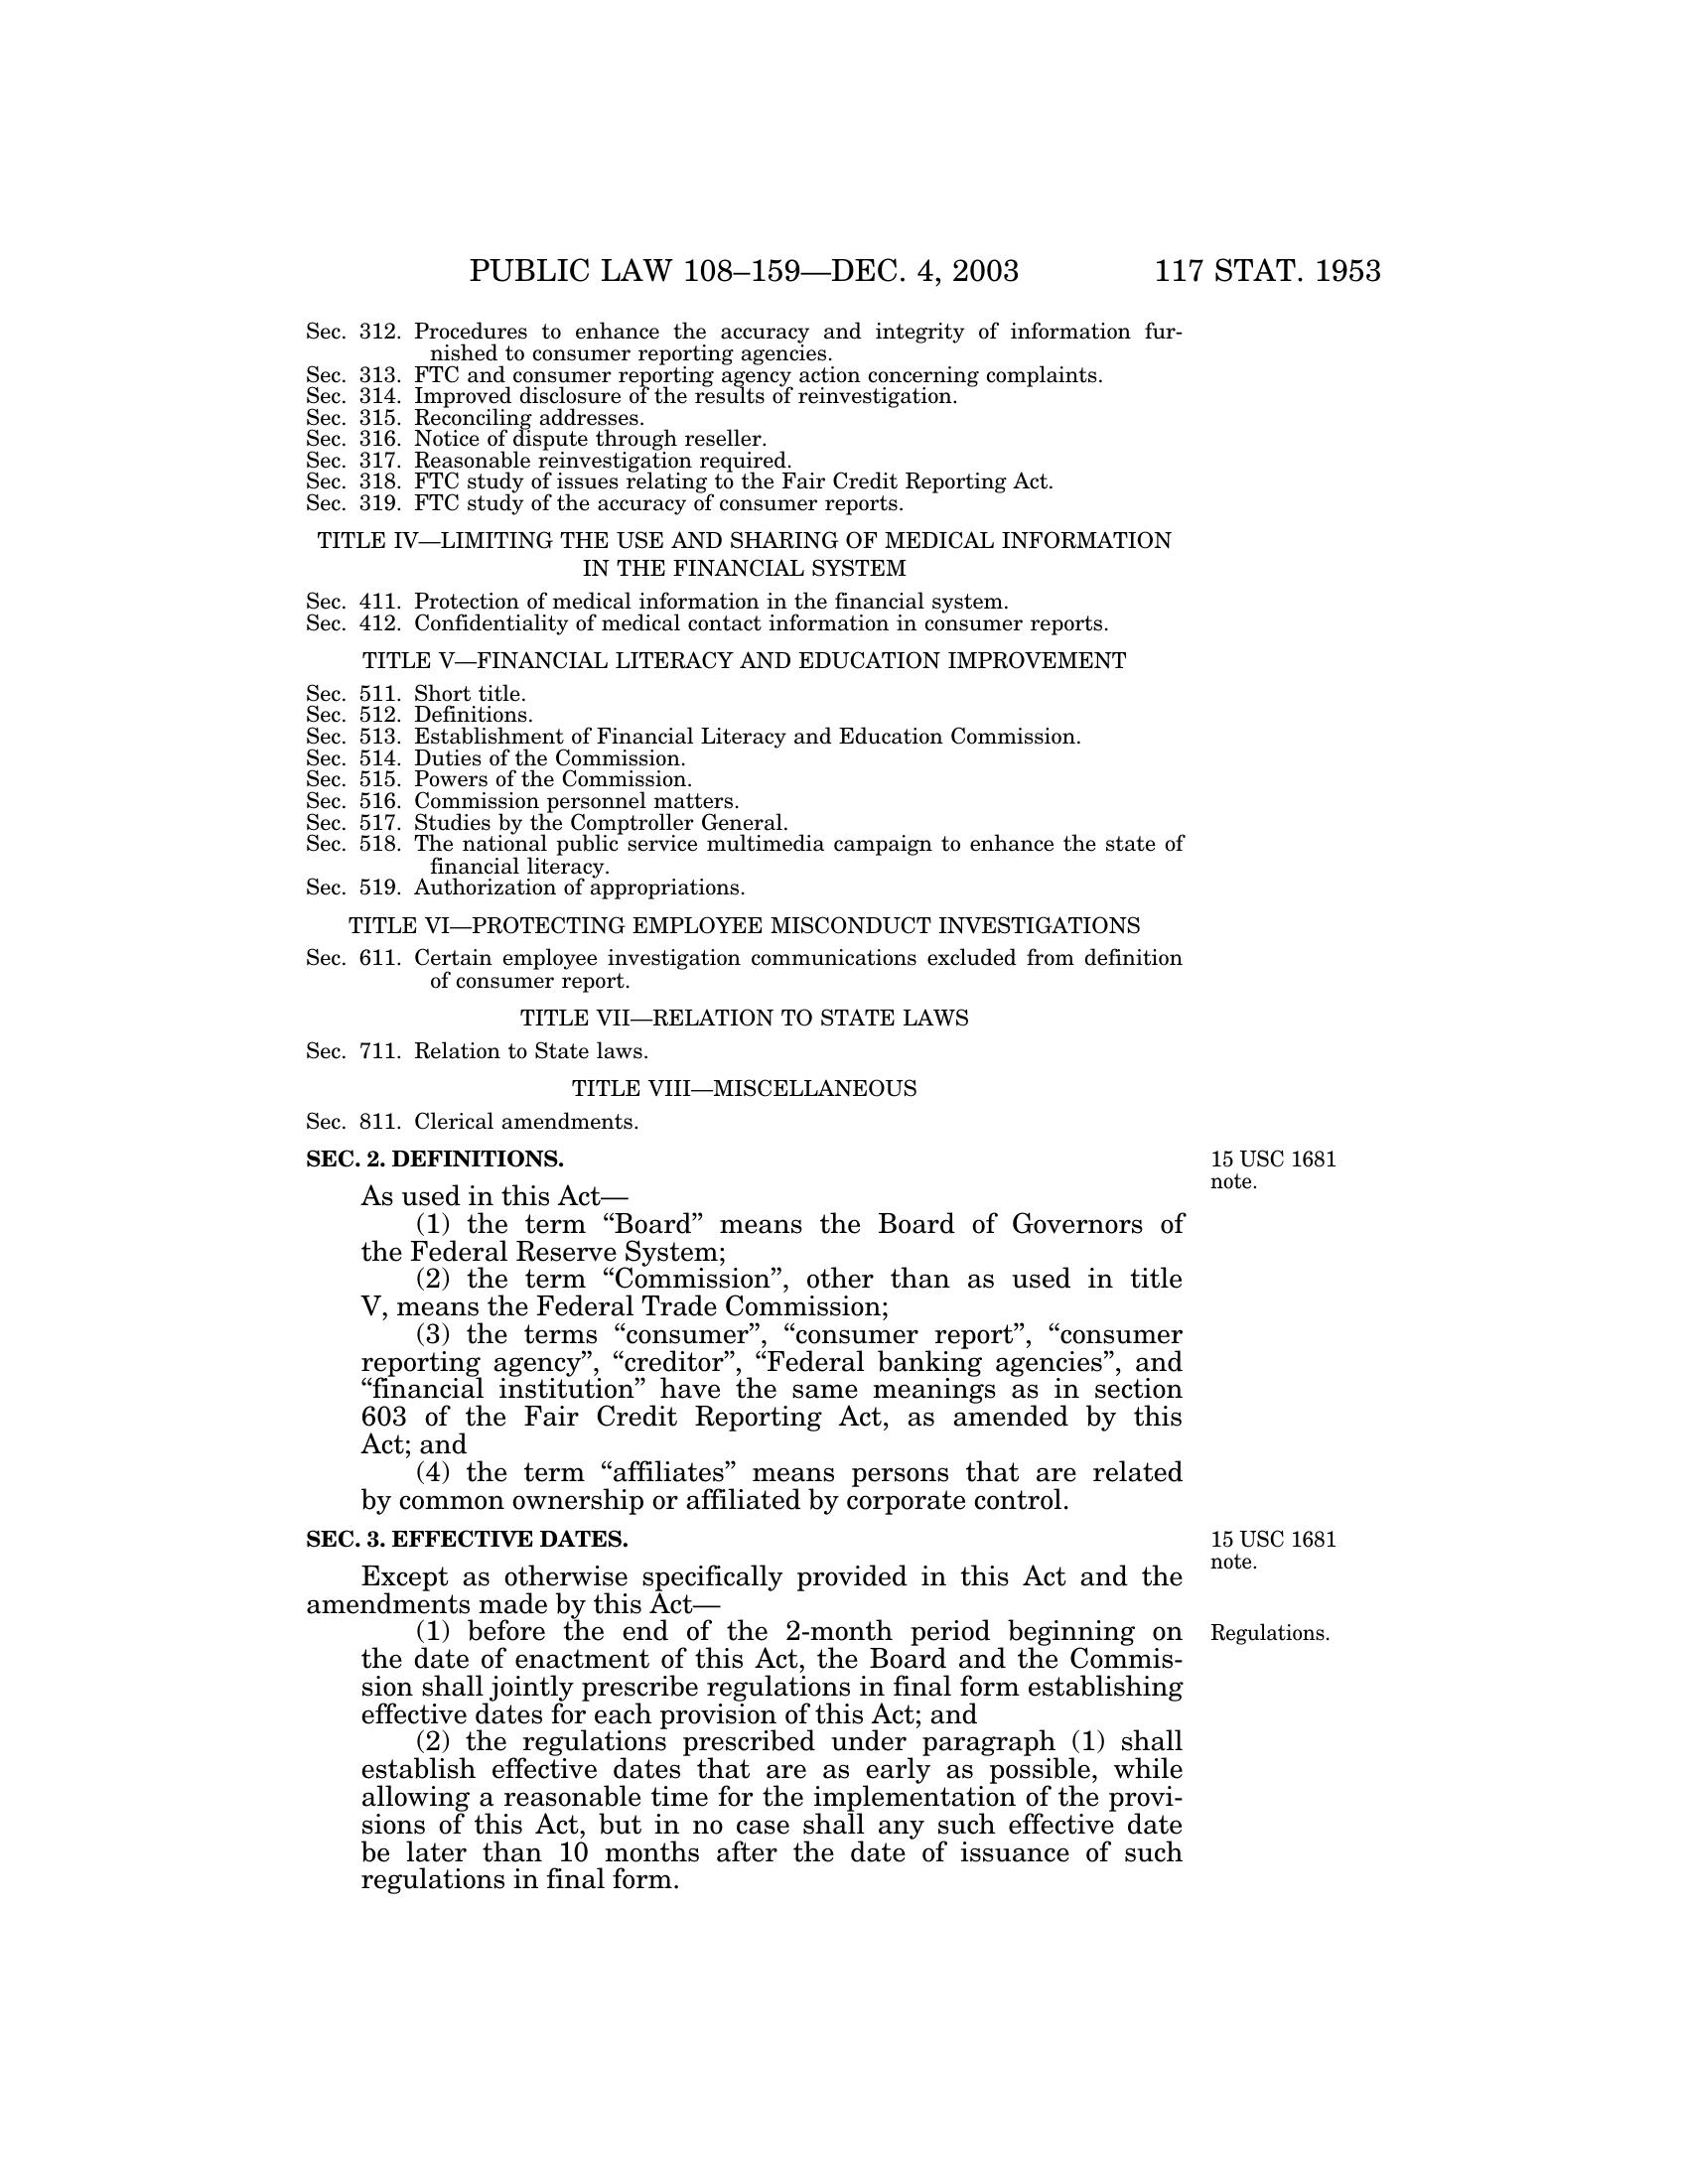 PUBLIC LAW 108–159—DEC. 4, 2003 117 STAT. 1953
Sec. 312. Procedures to enhance the accuracy and integrity of information fur-
nished to consumer reporting agencies.
Sec. 313. FTC and consumer reporting agency action concerning complaints.
Sec. 314. Improved disclosure of the results of reinvestigation.
Sec. 315. Reconciling addresses.
Sec. 316. Notice of dispute through reseller.
Sec. 317. Reasonable reinvestigation required.
Sec. 318. FTC study of issues relating to the Fair Credit Reporting Act.
Sec. 319. FTC study of the accuracy of consumer reports.
TITLE IV—LIMITING THE USE AND SHARING OF MEDICAL INFORMATION
IN THE FINANCIAL SYSTEM
Sec. 411. Protection of medical information in the financial system.
Sec. 412. Confidentiality of medical contact information in consumer reports.
TITLE V—FINANCIAL LITERACY AND EDUCATION IMPROVEMENT
Sec. 511. Short title.
Sec. 512. Definitions.
Sec. 513. Establishment of Financial Literacy and Education Commission.
Sec. 514. Duties of the Commission.
Sec. 515. Powers of the Commission.
Sec. 516. Commission personnel matters.
Sec. 517. Studies by the Comptroller General.
Sec. 518. The national public service multimedia campaign to enhance the state of
financial literacy.
Sec. 519. Authorization of appropriations.
TITLE VI—PROTECTING EMPLOYEE MISCONDUCT INVESTIGATIONS
Sec. 611. Certain employee investigation communications excluded from definition
of consumer report.
TITLE VII—RELATION TO STATE LAWS
Sec. 711. Relation to State laws.
TITLE VIII—MISCELLANEOUS
Sec. 811. Clerical amendments.
SEC. 2. DEFINITIONS.
15 USC 1681
note.
As used in this Act—
(1) the term “Board” means the Board of Governors of
the Federal Reserve System;
(2) the term “Commission”, other than as used in title
V, means the Federal Trade Commission;
(3) the terms “consumer”, “consumer report”, “consumer
reporting agency”, “creditor”, “Federal banking agencies”, and
“financial institution” have the same meanings as in section
603 of the Fair Credit Reporting Act, as amended by this
Act; and
(4) the term “affiliates” means persons that are related
by common ownership or affiliated by corporate control.
SEC. 3. EFFECTIVE DATES.
15 USC 1681
note.
Except as otherwise specifically provided in this Act and the
amendments made by this Act—
Regulations.
(1) before the end of the 2-month period beginning on
the date of enactment of this Act, the Board and the Commis-
sion shall jointly prescribe regulations in final form establishing
effective dates for each provision of this Act; and
(2) the regulations prescribed under paragraph (1) shall
establish effective dates that are as early as possible, while
allowing a reasonable time for the implementation of the provi-
sions of this Act, but in no case shall any such effective date
be later than 10 months after the date of issuance of such
regulations in final form.